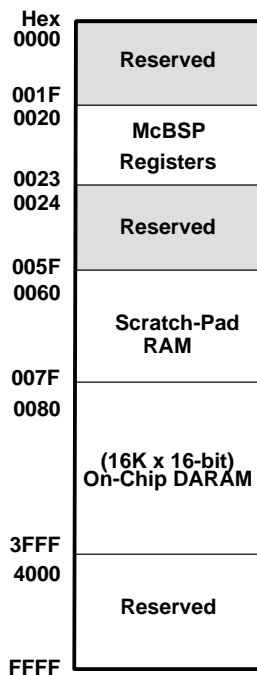 Hex
0000
Reserved
001F
0020
McBSP
Registers
0023
0024
Reserved
005F
0060
Scratch-Pad
RAM
007F
0080
(16K x 16-bit)
On-Chip DARAM
3FFF
4000
Reserved
FFFF